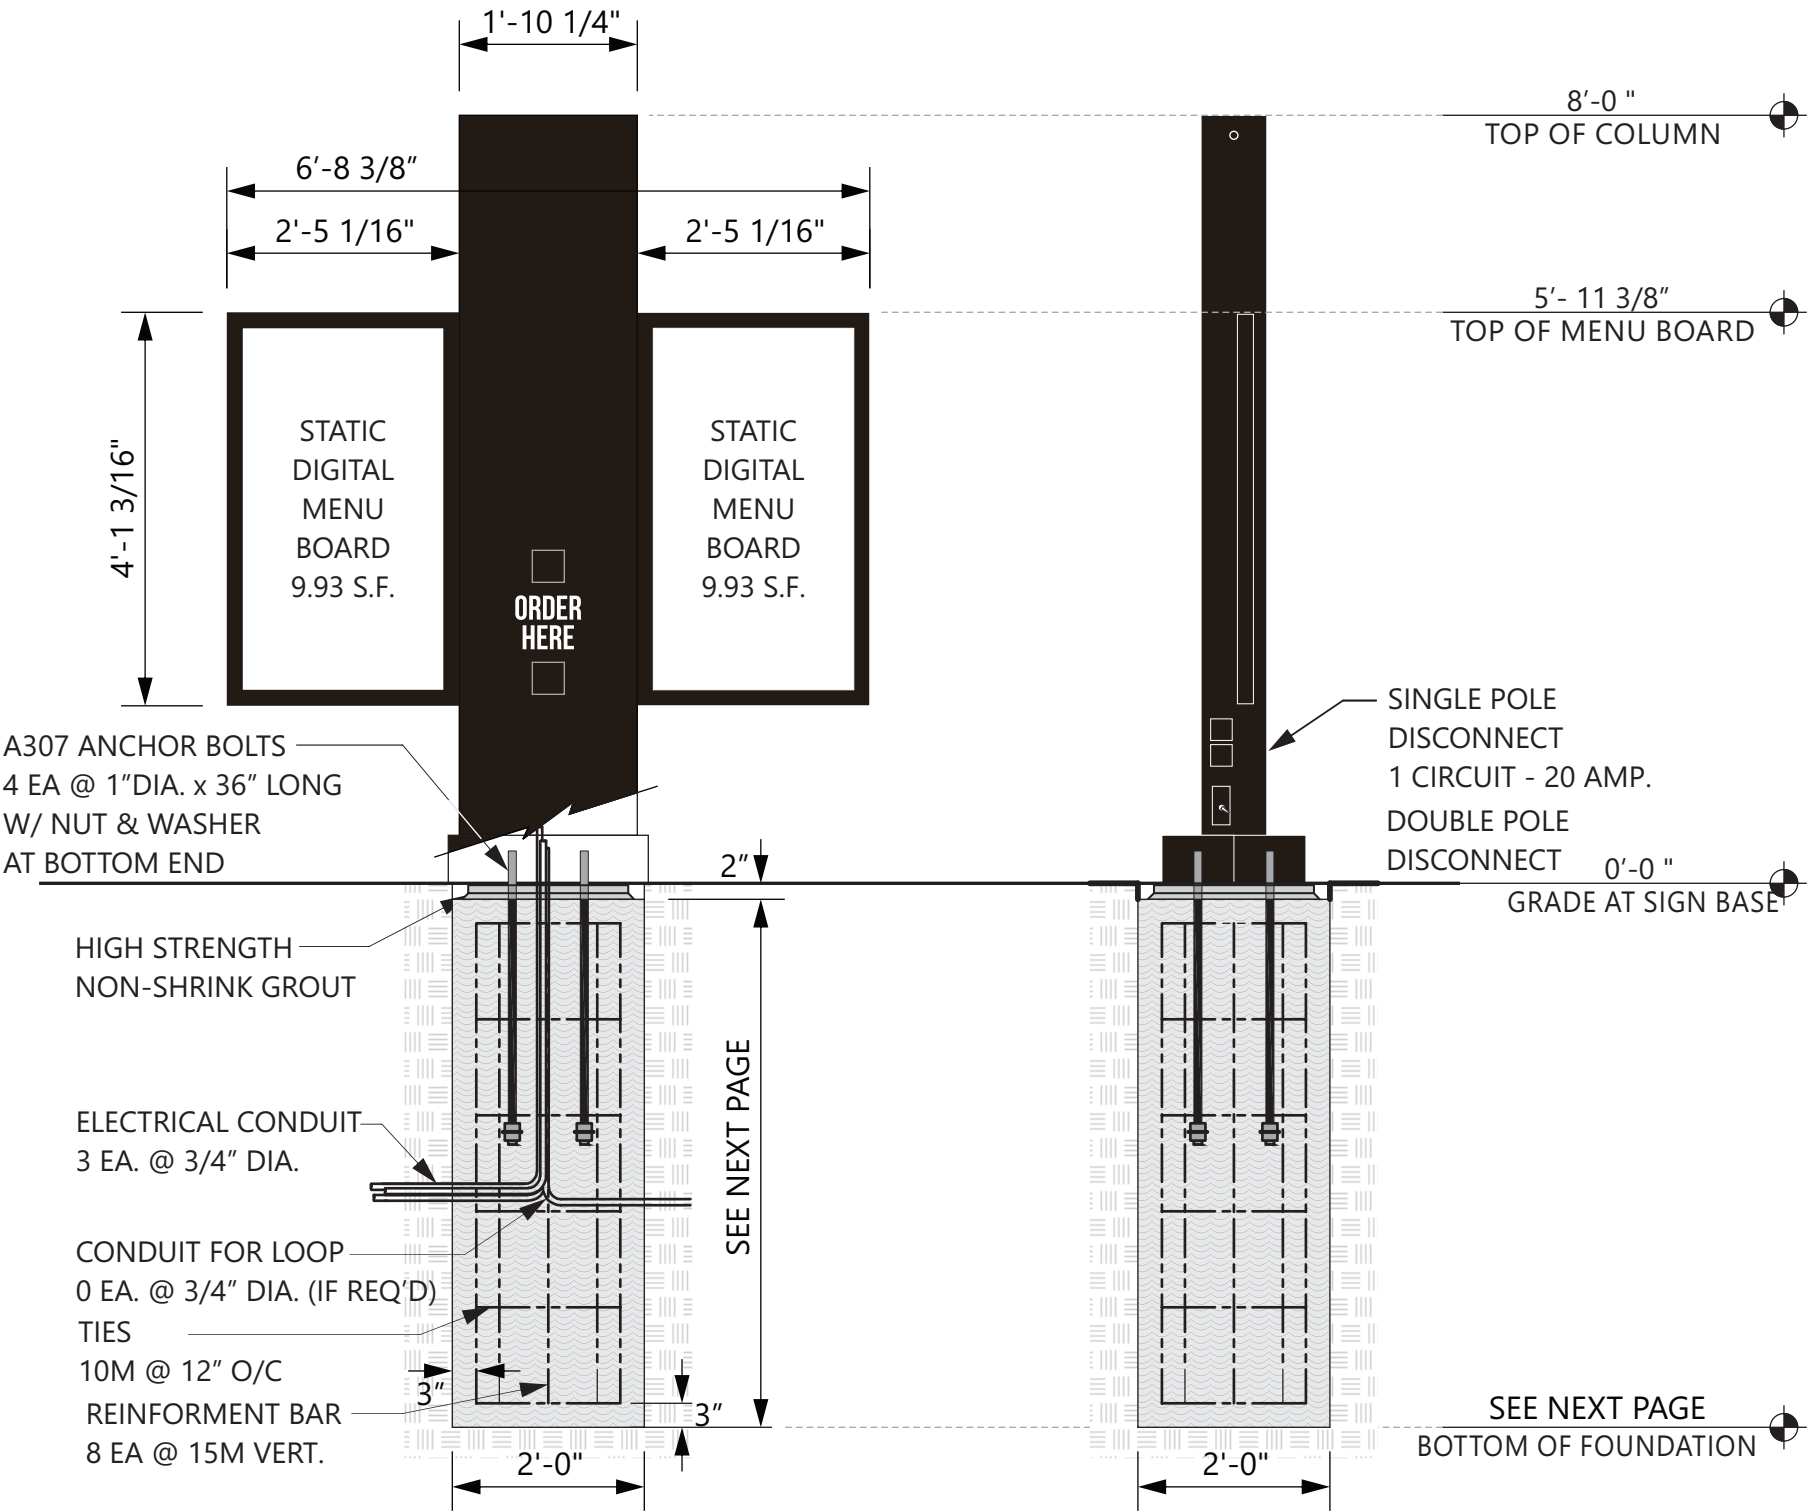 1'-10 1/4"
8'-0 "
TOP OF COLUMN
6'-8 3/8"
2'-5 1/16"
2'-5 1/16"
5'- 11 3/8"
TOP OF MENU BOARD
4'-1 3/16"
STATIC
DIGITAL
MENU
BOARD
9.93 S.F.
STATIC
DIGITAL
MENU
BOARD
9.93 S.F.
ORDER
HERE
A307 ANCHOR BOLTS
4 EA @ 1"DIA. x 36" LONG
W/ NUT & WASHER
AT BOTTOM END
SINGLE POLE
DISCONNECT
1 CIRCUIT - 20 AMP.
DOUBLE POLE
DISCONNECT
2"
0'-0 "
GRADE AT SIGN BASE
HIGH STRENGTH
NON-SHRINK GROUT
ELECTRICAL CONDUIT
3 EA. @ 3/4" DIA.
SEE NEXT PAGE
CONDUIT FOR LOOP
0 EA. @ 3/4" DIA. (IF REQ'D)
TIES
10M @ 12" O/C
3"
REINFORMENT BAR
8 EA @ 15M VERT.
3"
SEE NEXT PAGE
BOTTOM OF FOUNDATION
2'-0"
2'-0"